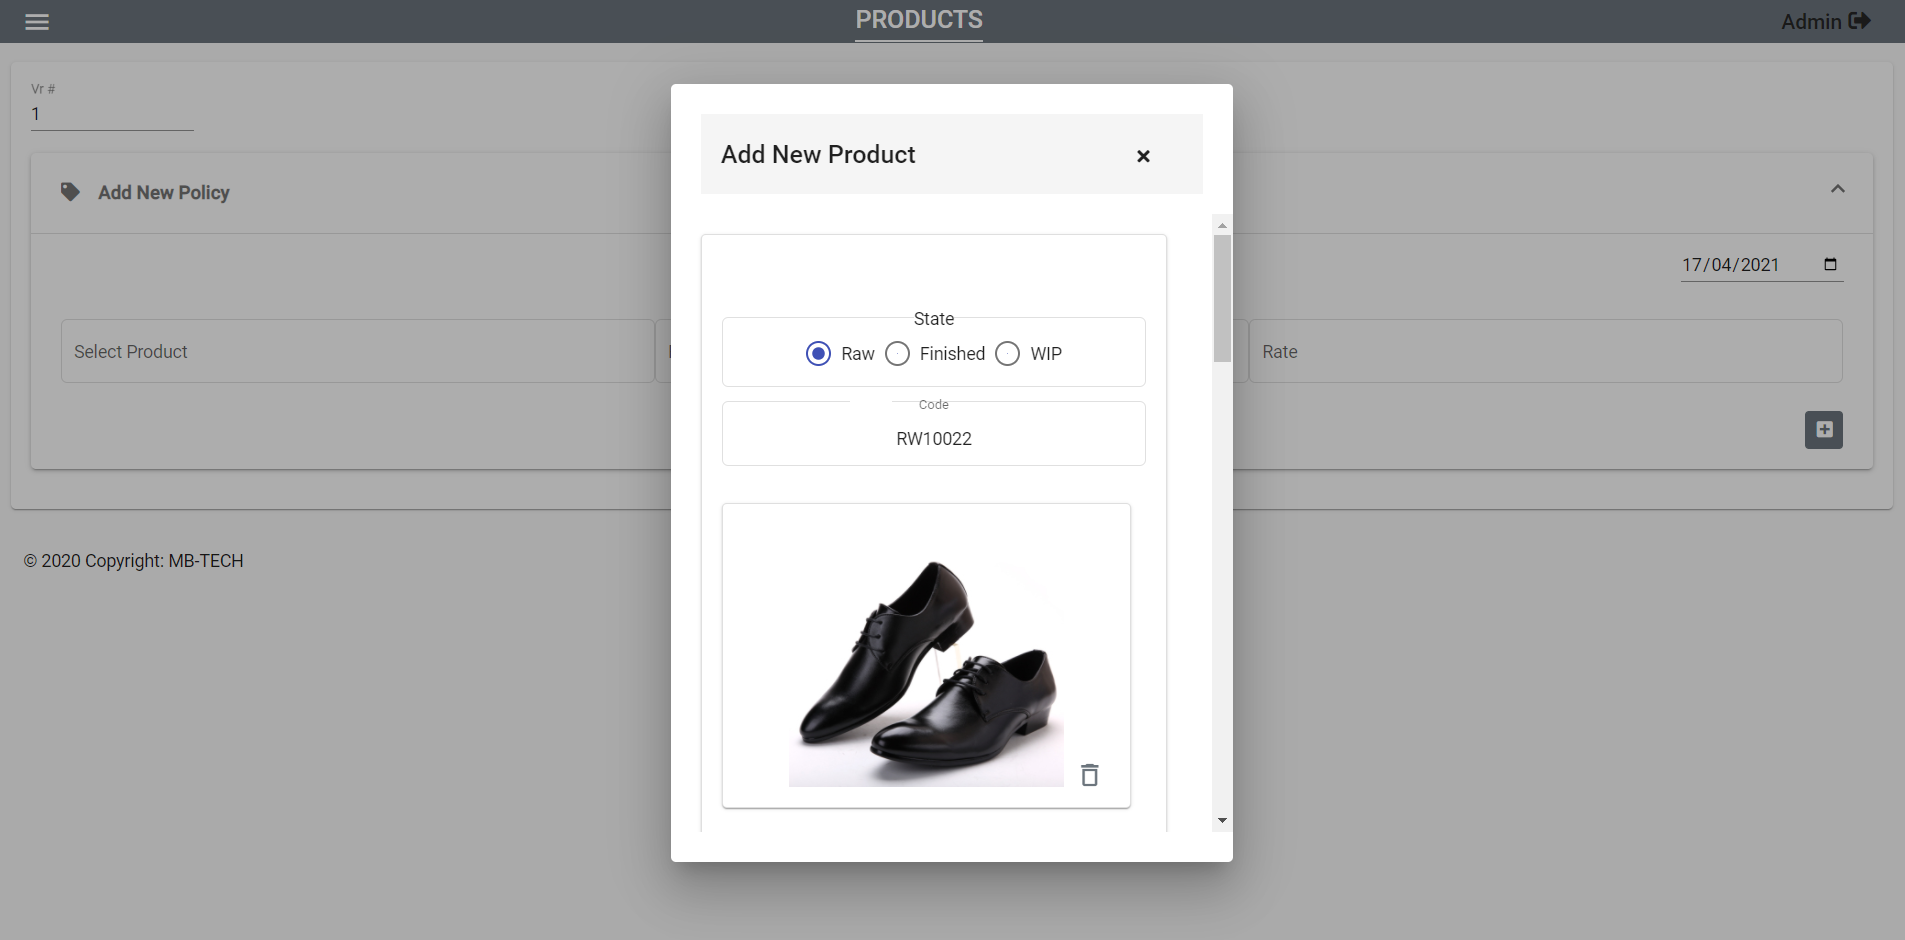 PRODUCTS
Admin
Vr #
1
Add New Policy
17/04/2021
Select Product
Rate
Add New Product
State
Raw Finished WIP
Code
RW10022
© 2020 Copyright: MB-TECH